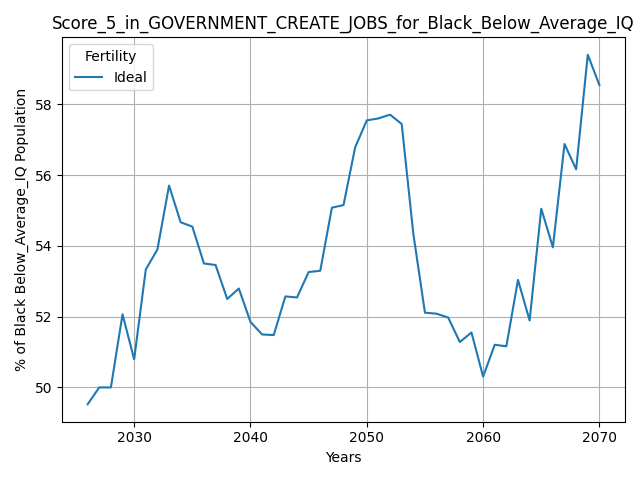 Score_5_in_GOVERNMENT_CREATE_JOBS_for_Black_Below_Average_IQ
Fertility
Ideal
% of Black Below_Average_IQ Population
58
56
54
52
50
2030
2040
2050
2060
2070
Years